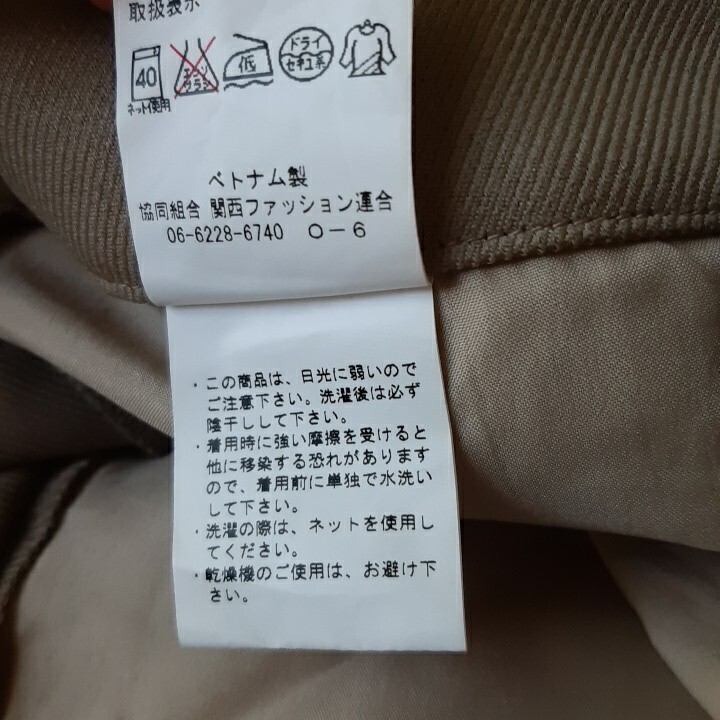 取扱表示
40
ネット使用
エンソ
サラシ
低
ドライ
セキユ系
ベトナム製
協同組合 関西ファッション連合
06-6228-6740 O-6
・この商品は、日光に弱いので
ご注意下さい。洗濯後は必ず
陰干しして下さい。
・着用時に強い摩擦を受けると
他に移染する恐れがあります
ので、着用前に単独で水洗い
して下さい。
・洗濯の際は、ネットを使用し
てください。
・乾燥機のご使用は、お避け下
さい。